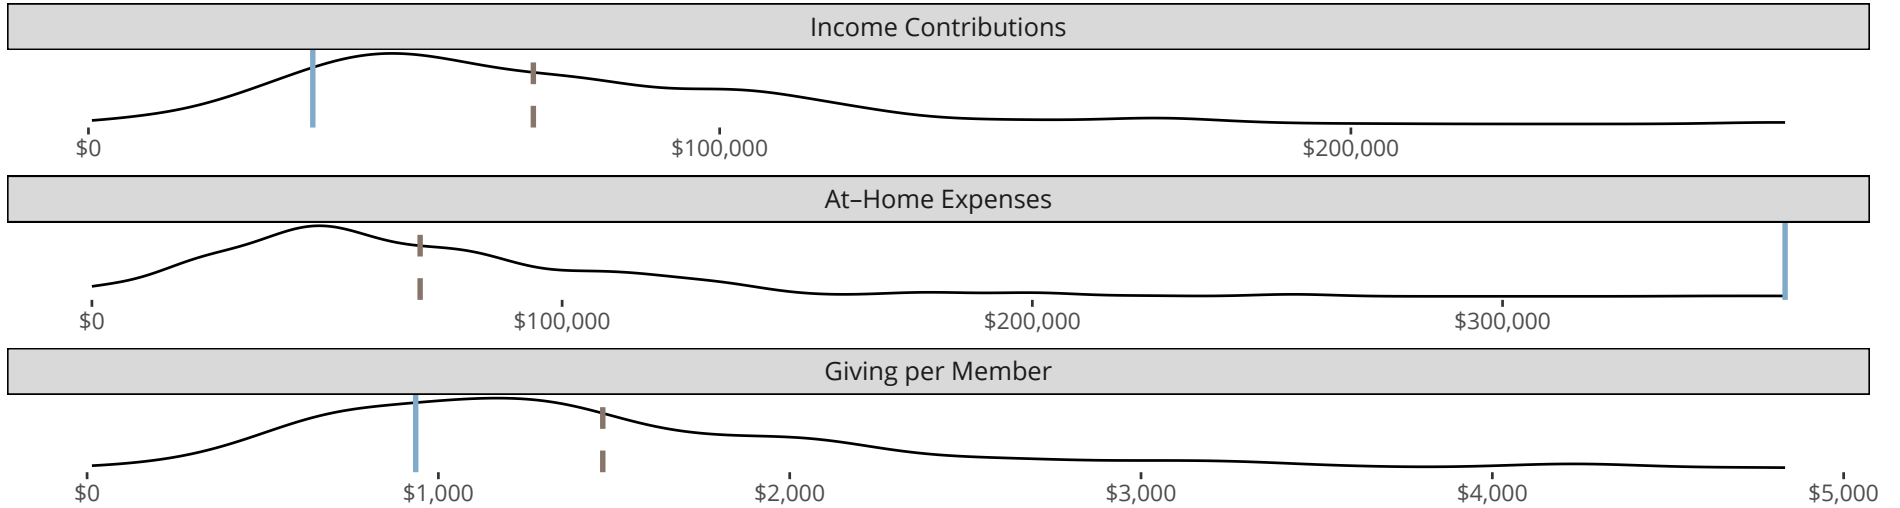 Income Contributions
$0 $100,000 $200,000
At–Home Expenses
$0 $100,000 $200,000 $300,000
Giving per Member
$0 $1,000 $2,000 $3,000 $4,000 $5,000